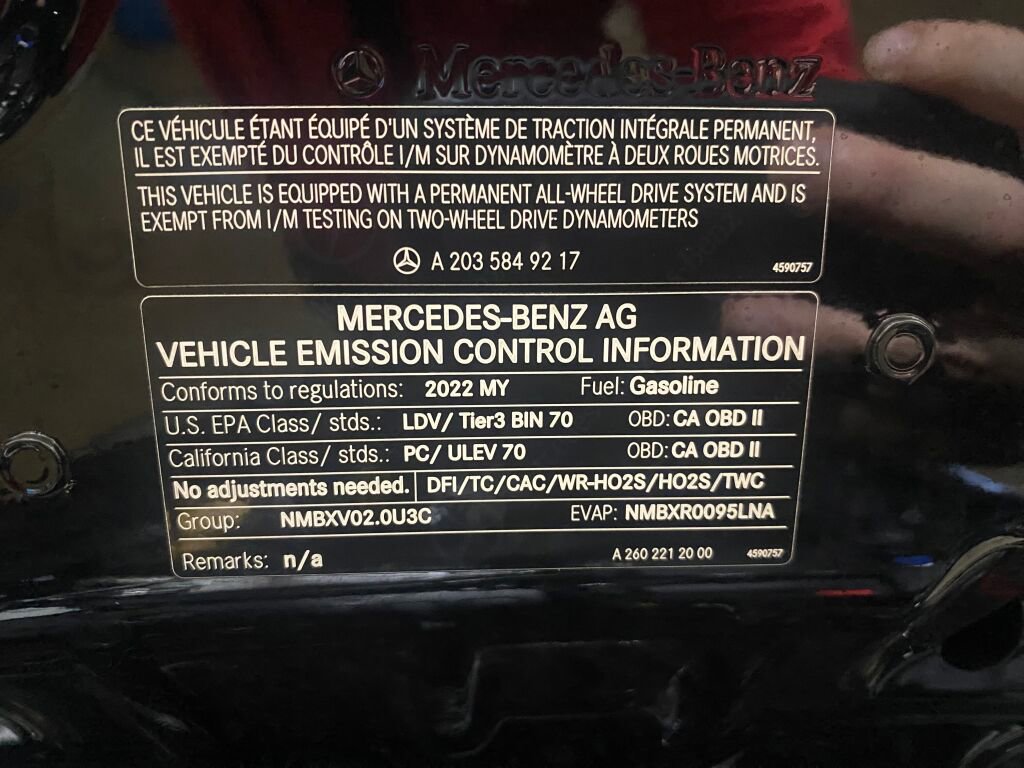 Mercedes-Benz
CE VÉHICULE ÉTANT ÉQUIPÉ D'UN SYSTÈME DE TRACTION INTÉGRALE PERMANENT,
IL EST EXEMPTÉ DU CONTRÔLE I/M SUR DYNAMOMÈTRE À DEUX ROUES MOTRICES.
THIS VEHICLE IS EQUIPPED WITH A PERMANENT ALL-WHEEL DRIVE SYSTEM AND IS
EXEMPT FROM I/M TESTING ON TWO-WHEEL DRIVE DYNAMOMETERS
A 203 584 92 17 4590757
MERCEDES-BENZ AG
VEHICLE EMISSION CONTROL INFORMATION
Conforms to regulations: 2022 MY Fuel: Gasoline
U.S. EPA Class/ stds.: LDV/ Tier3 BIN 70 OBD: CA OBD II
California Class/ stds.: PC/ ULEV 70 OBD: CA OBD II
No adjustments needed. DFI/TC/CAC/WR-HO2S/HO2S/TWC
Group: NMBXV02.0U3C EVAP: NMBXR0095LNA
Remarks: n/a A 260 221 20 00 4590757